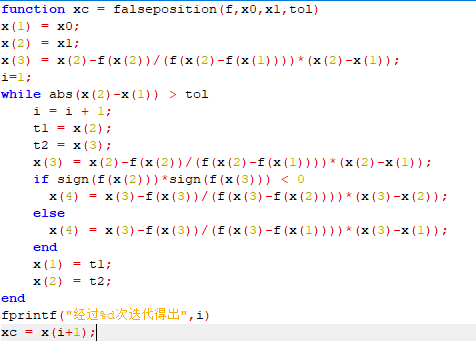 function xc = falseposition(f,x0,x1,tol)
x(1) = x0;
x(2) = x1;
x(3) = x(2)-f(x(2))/(f(x(2)-f(x(1))))*(x(2)-x(1));
i=1;
while abs(x(2)-x(1)) > tol
i = i + 1;
t1 = x(2);
t2 = x(3);
x(3) = x(2)-f(x(2))/(f(x(2)-f(x(1))))*(x(2)-x(1));
if sign(f(x(2)))*sign(f(x(3))) < 0
x(4) = x(3)-f(x(3))/(f(x(3)-f(x(2))))*(x(3)-x(2));
else
x(4) = x(3)-f(x(3))/(f(x(3)-f(x(1))))*(x(3)-x(1));
end
x(1) = t1;
x(2) = t2;
end
fprintf("经过%d次迭代得出",i)
xc = x(i+1);